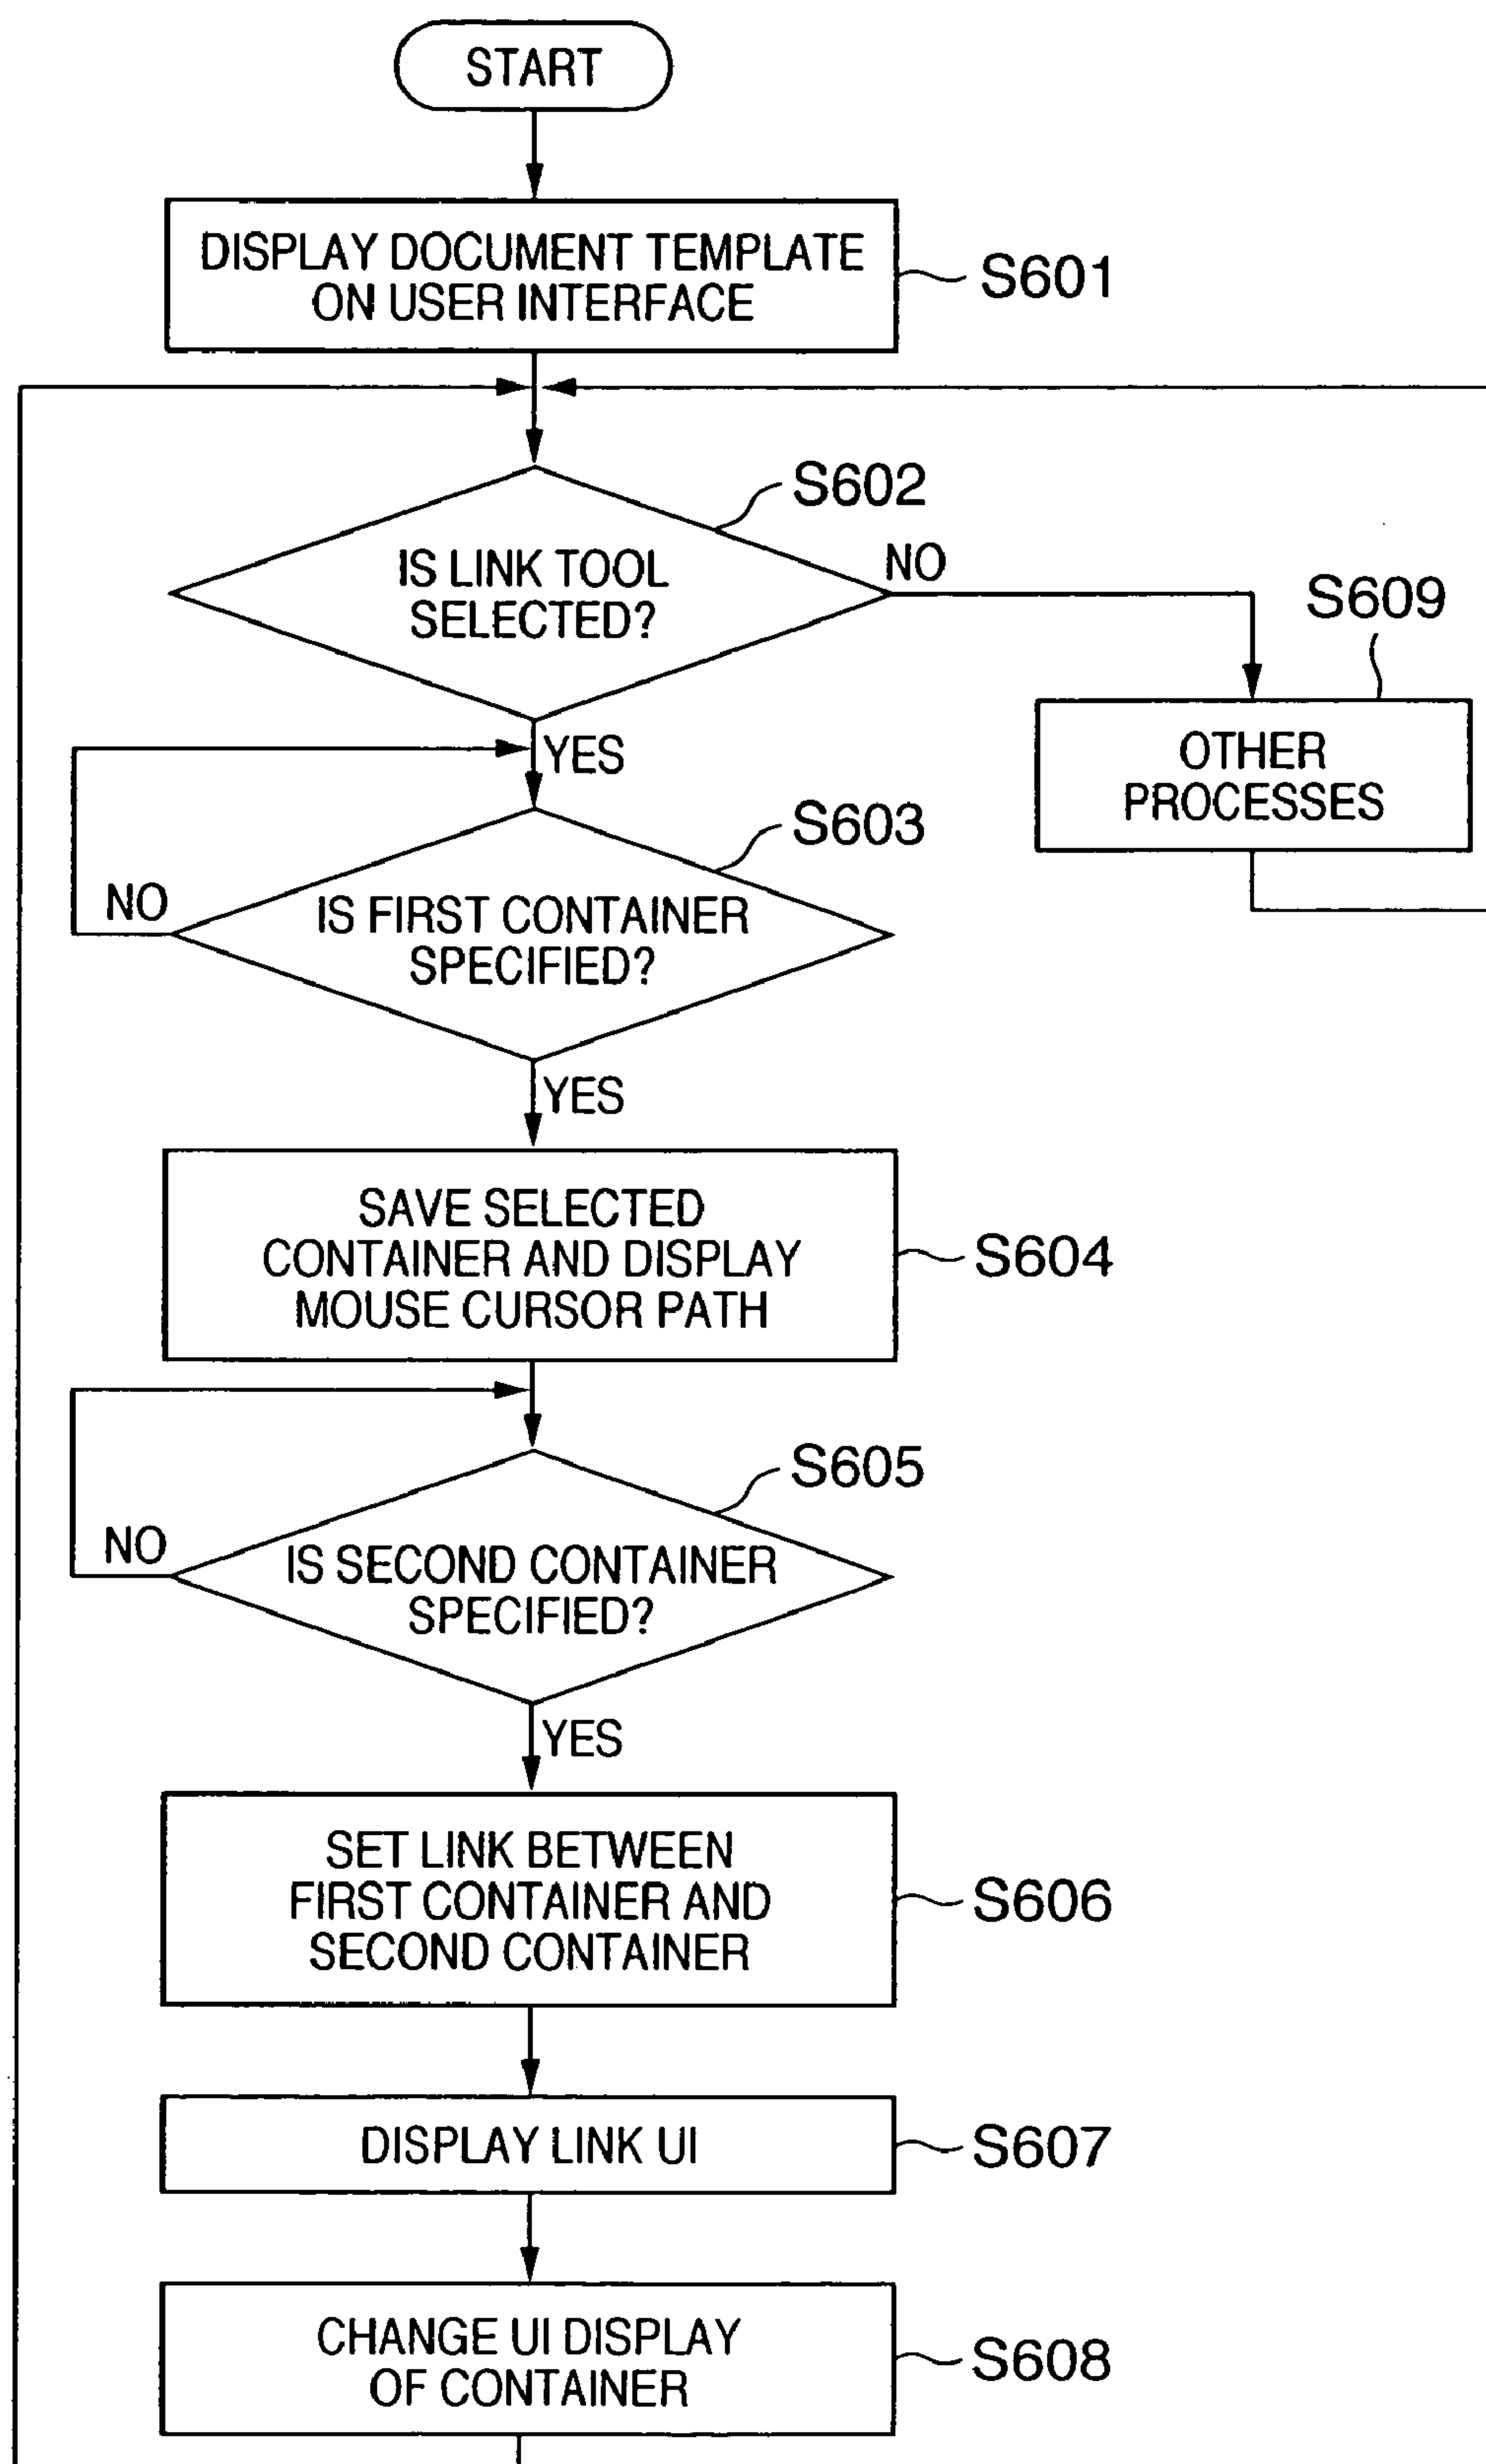 START
DISPLAY DOCUMENT TEMPLATE
ON USER INTERFACE
S601
S602
IS LINK TOOL
SELECTED?
NO
S609
OTHER
PROCESSES
YES
S603
IS FIRST CONTAINER
SPECIFIED?
NO
YES
SAVE SELECTED
CONTAINER AND DISPLAY
MOUSE CURSOR PATH
S604
S605
IS SECOND CONTAINER
SPECIFIED?
NO
YES
SET LINK BETWEEN
FIRST CONTAINER AND
SECOND CONTAINER
S606
DISPLAY LINK UI
S607
CHANGE UI DISPLAY
OF CONTAINER
S608